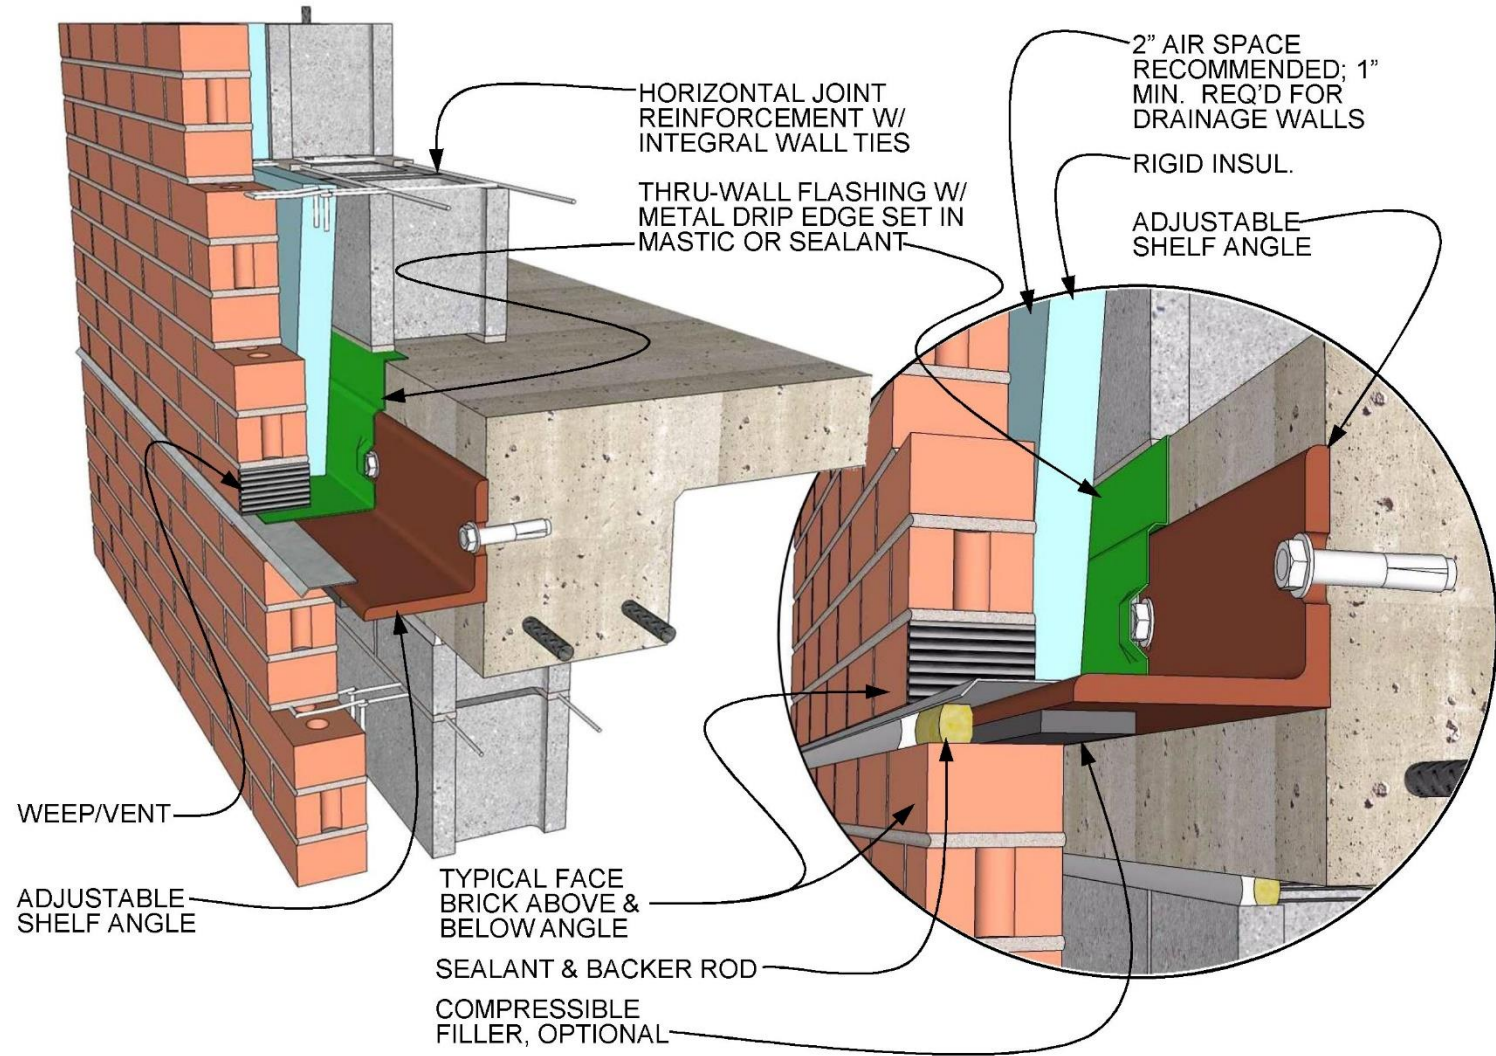 HORIZONTAL JOINT
REINFORCEMENT W/
INTEGRAL WALL TIES
THRU-WALL FLASHING W/
METAL DRIP EDGE SET IN
MASTIC OR SEALANT
2” AIR SPACE
RECOMMENDED; 1”
MIN. REQ’D FOR
DRAINAGE WALLS
RIGID INSUL.
ADJUSTABLE
SHELF ANGLE
WEEP/VENT
ADJUSTABLE
SHELF ANGLE
TYPICAL FACE
BRICK ABOVE &
BELOW ANGLE
SEALANT & BACKER ROD
COMPRESSIBLE
FILLER, OPTIONAL